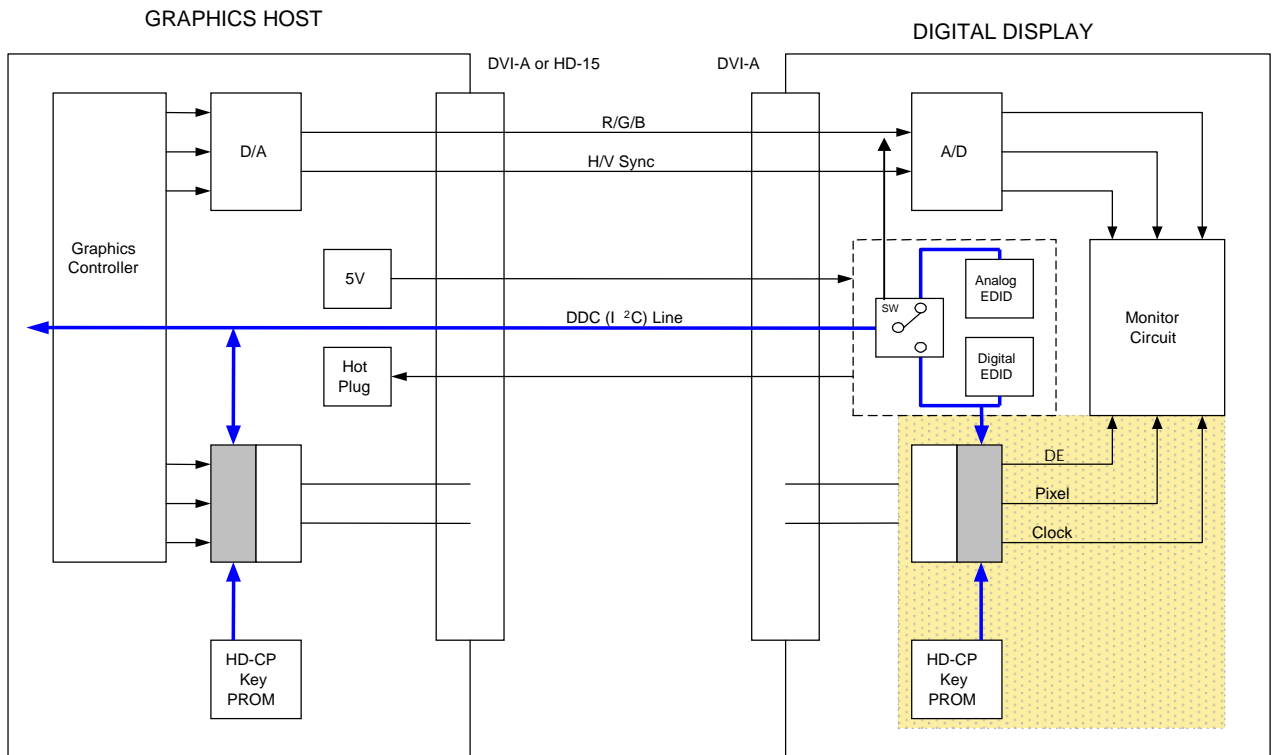 GRAPHICS HOST
DIGITAL DISPLAY
DVI-A or HD-15
DVI-A
R/G/B
D/A
A/D
H/V Sync
Graphics
Controller
5V
Analog
EDID
SW
DDC (I ²C) Line
Monitor
Circuit
Hot
Plug
Digital
EDID
DE
Pixel
Clock
HD-CP
Key
PROM
HD-CP
Key
PROM